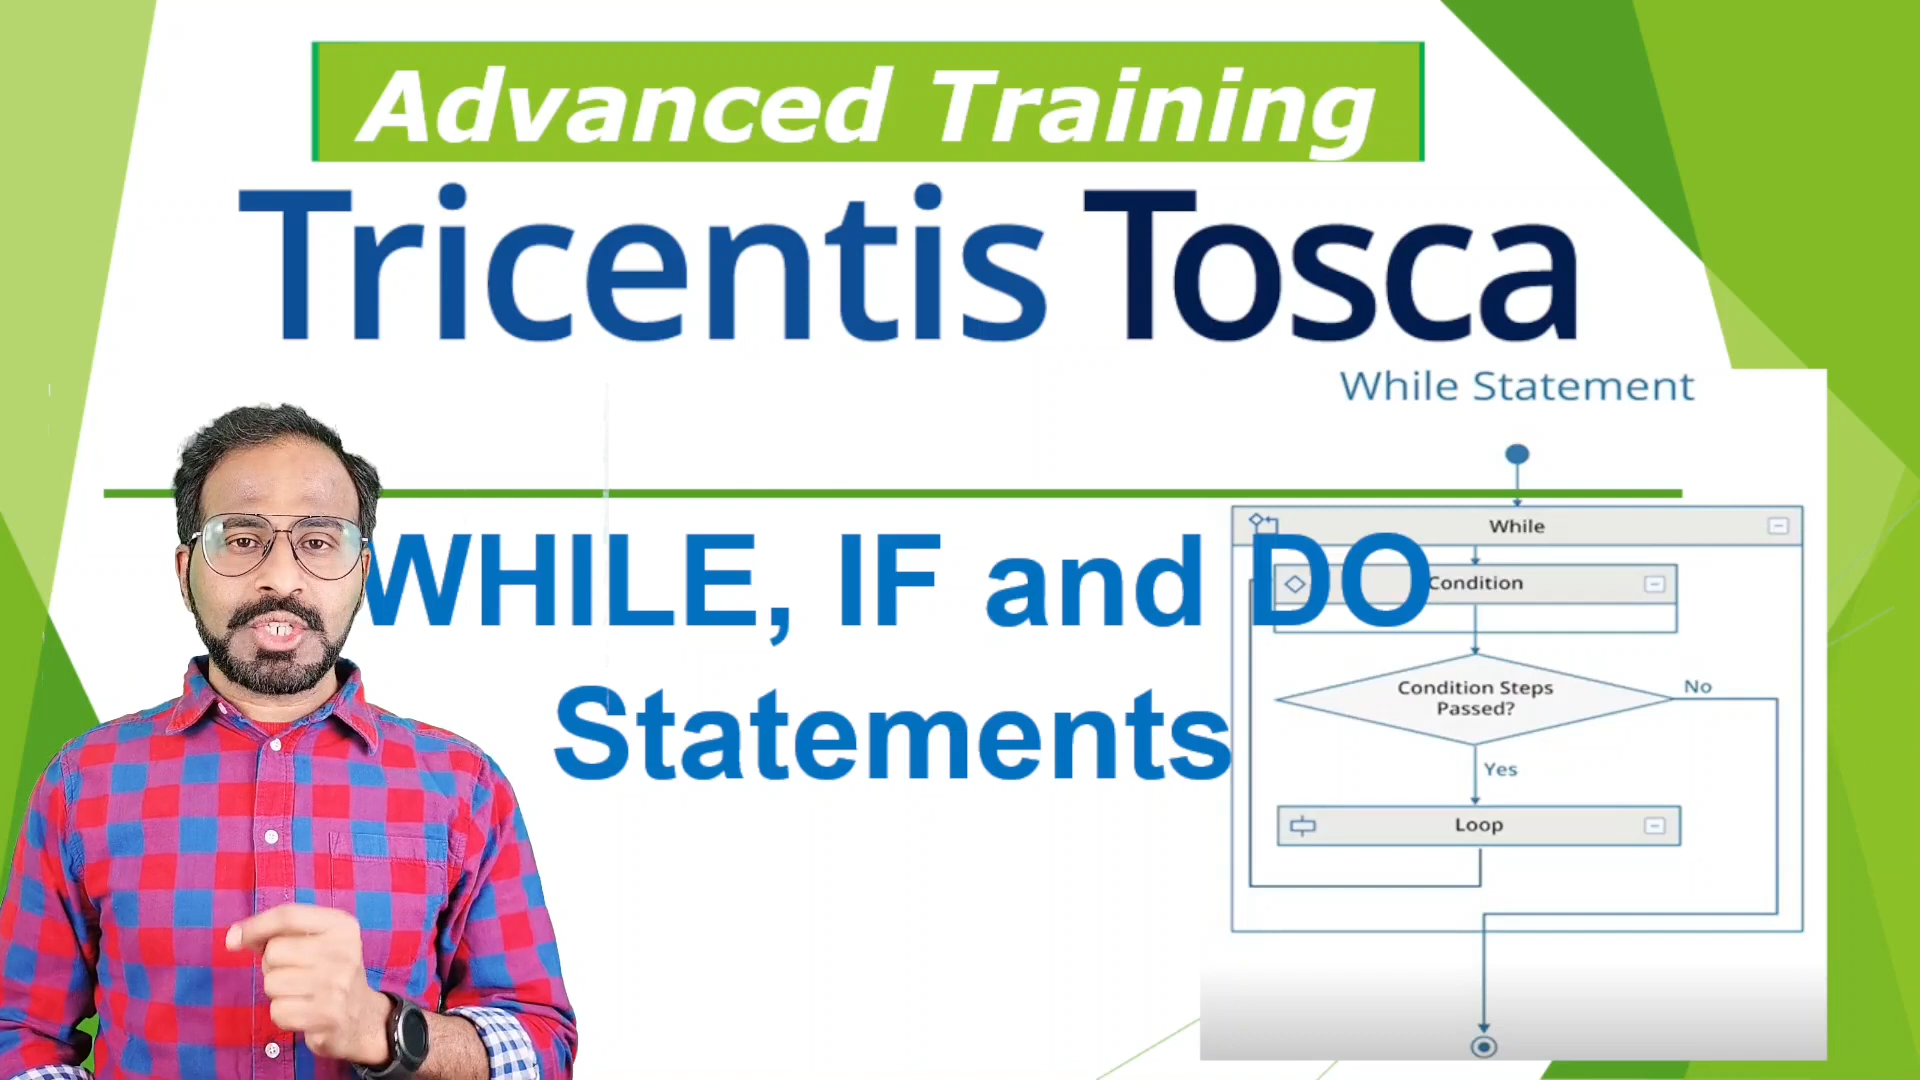 Advanced Training
Tricentis Tosca
While Statement
WHILE, IF and DO
Statements
While
Condition
Condition Steps
Passed?
No
Yes
Loop